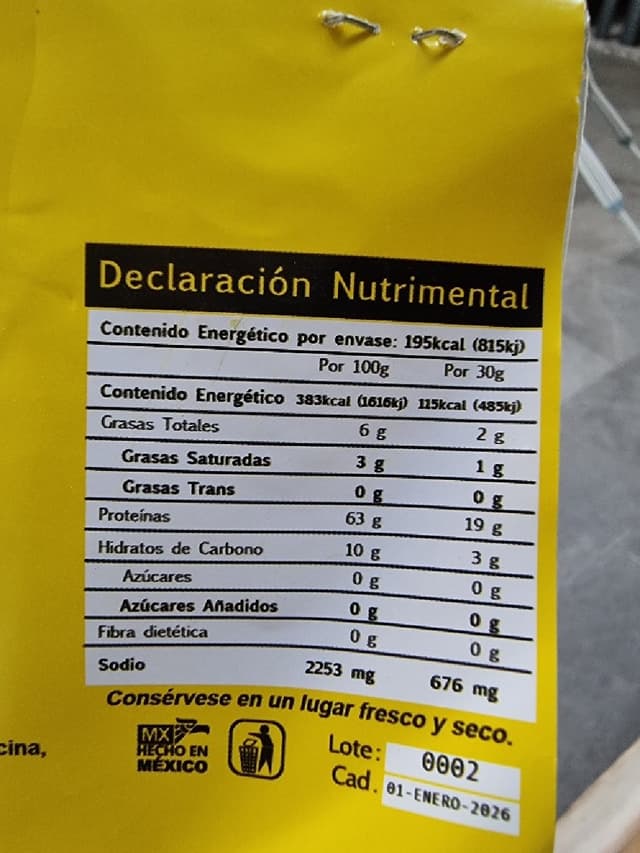 Declaración Nutrimental
Contenido Energético por envase: 195kcal (815kj)
Por 100g Por 30g
Contenido Energético 383kcal (1616kj) 115kcal (485kj)
Grasas Totales 6 g 2 g
Grasas Saturadas 3 g 1 g
Grasas Trans 0 g 0 g
Proteínas 63 g 19 g
Hidratos de Carbono 10 g 3 g
Azúcares 0 g 0 g
Azúcares Añadidos 0 g 0 g
Fibra dietética 0 g 0 g
Sodio 2253 mg 676 mg
Consérvese en un lugar fresco y seco.
cina,
MX
HECHO EN
MÉXICO
Lote: 0002
Cad. 01-ENERO-2026